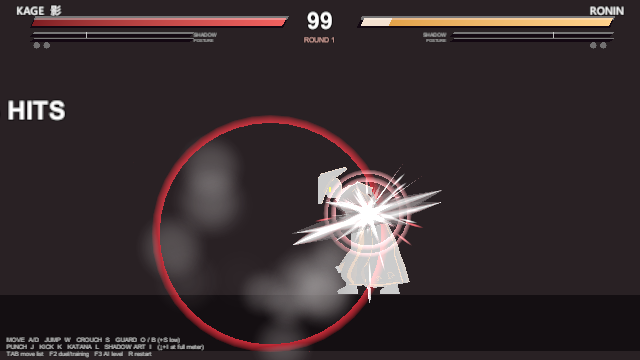 KAGE 影
99
RONIN
SHADOW
POSTURE
SHADOW
POSTURE
ROUND 1
HITS
MOVE A/D JUMP W CROUCH S GUARD O / B (+S low)
PUNCH J KICK K KATANA L SHADOW ART I (↓+I at full meter)
TAB move list F2 duel/training F3 AI level R restart